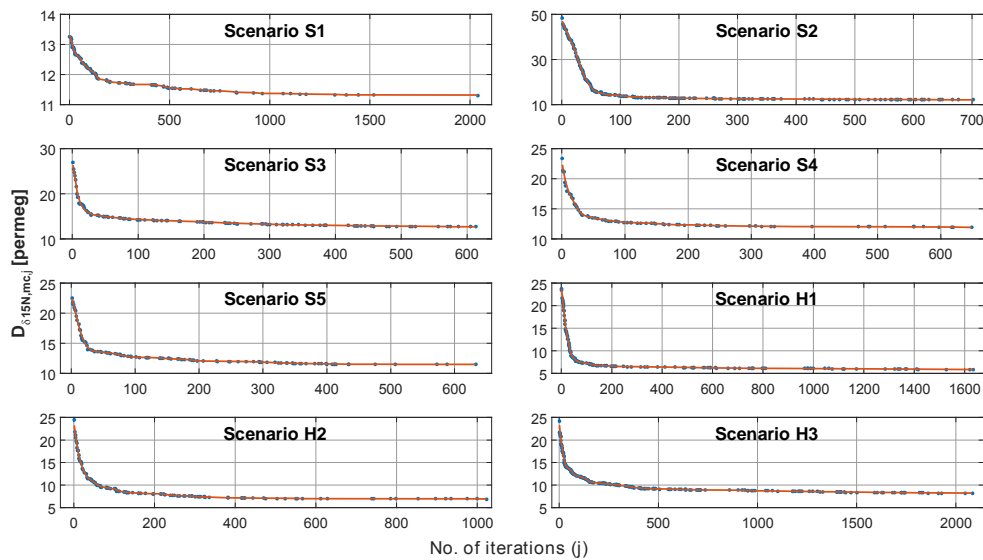 Scenario S1
14
13
12
11
0 500 1000 1500 2000
Scenario S2
50
30
10
0 100 200 300 400 500 600 700
Scenario S3
30
20
10
0 100 200 300 400 500 600
Scenario S4
25
20
15
10
0 100 200 300 400 500 600
Scenario S5
25
20
15
10
0 100 200 300 400 500 600
Scenario H1
25
20
15
10
5
0 200 400 600 800 1000 1200 1400 1600
Scenario H2
25
20
15
10
5
0 200 400 600 800 1000
Scenario H3
25
20
15
10
5
0 500 1000 1500 2000
D δ15N,mc,j [permeg]
No. of iterations (j)